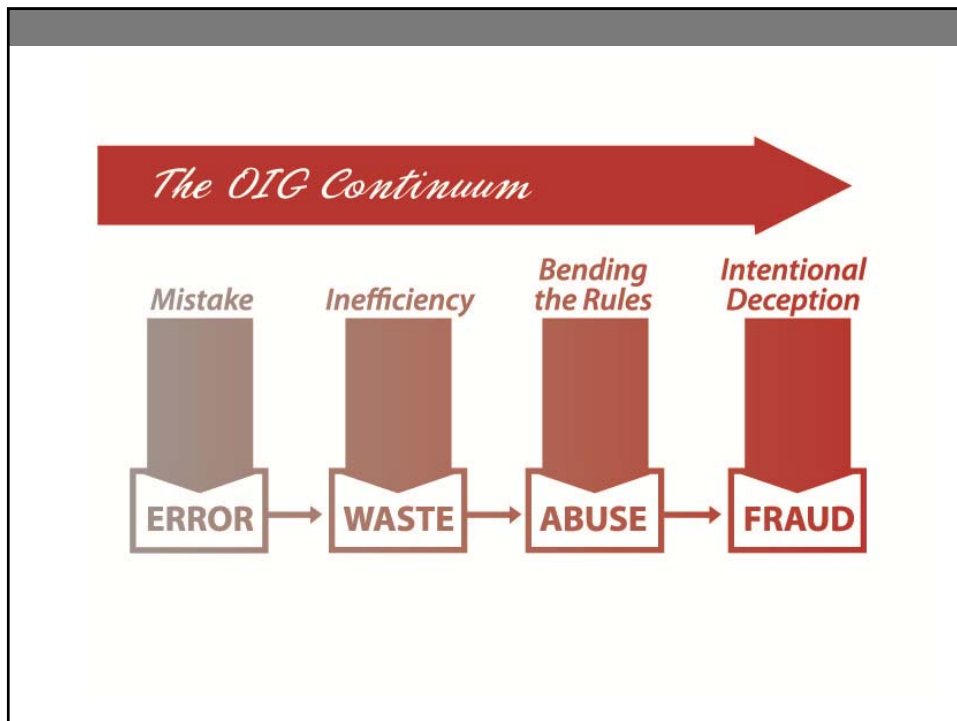 The OIG Continuum
Mistake
Inefficiency
Bending
the Rules
Intentional
Deception
ERROR
WASTE
ABUSE
FRAUD